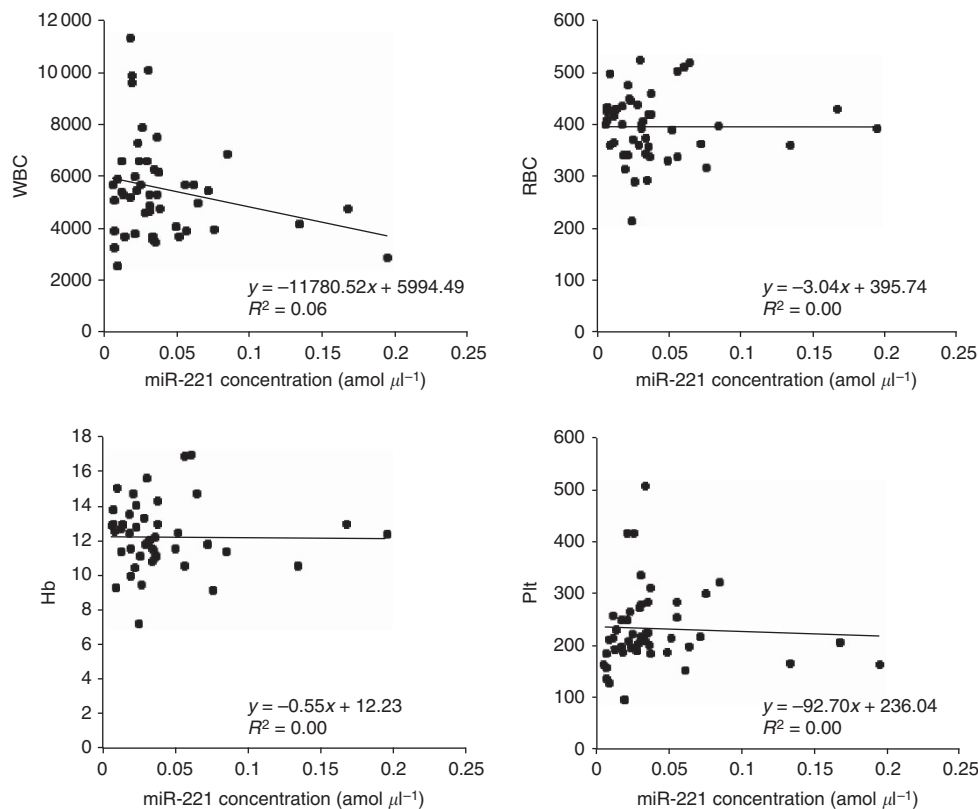 12 000
10 000
8000
6000
4000
2000
0
WBC
y = –11780.52x + 5994.49
R² = 0.06
0 0.05 0.1 0.15 0.2 0.25
miR-221 concentration (amol μl⁻¹)
600
500
400
300
200
100
0
RBC
y = –3.04x + 395.74
R² = 0.00
0 0.05 0.1 0.15 0.2 0.25
miR-221 concentration (amol μl⁻¹)
18
16
14
12
10
8
6
4
2
0
Hb
y = –0.55x + 12.23
R² = 0.00
0 0.05 0.1 0.15 0.2 0.25
miR-221 concentration (amol μl⁻¹)
600
500
400
300
200
100
0
Plt
y = –92.70x + 236.04
R² = 0.00
0 0.05 0.1 0.15 0.2 0.25
miR-221 concentration (amol μl⁻¹)